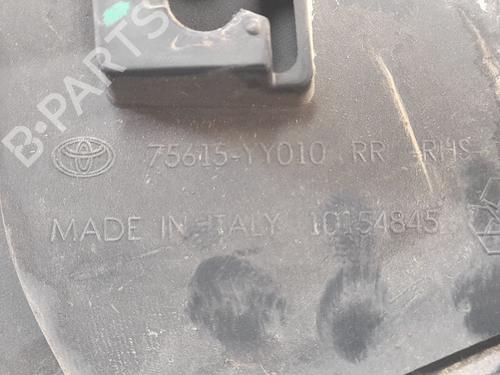 B-PARTS
75615-YY010 RR RHS
MADE IN ITALY 10154845